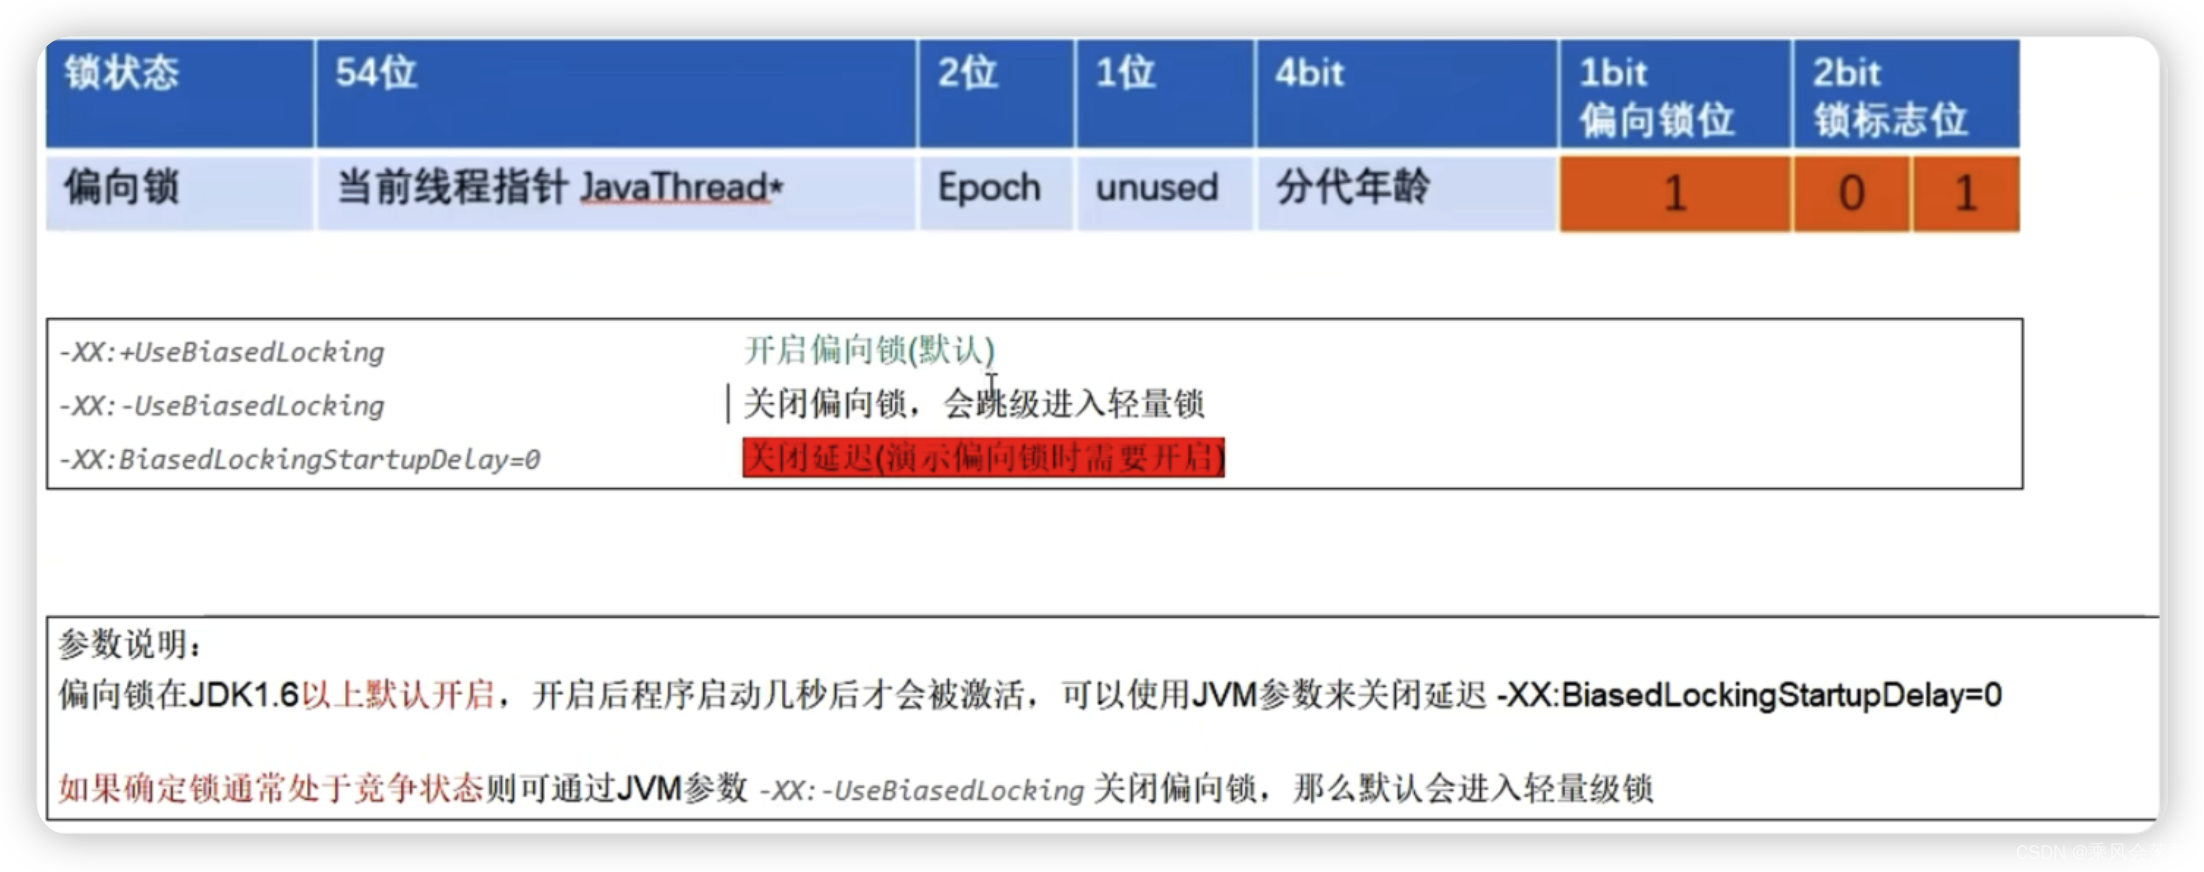 锁状态 54位 2位 1位 4bit 1bit 偏向锁位 2bit 锁标志位
偏向锁 当前线程指针 JavaThread* Epoch unused 分代年龄 1 0 1
-XX:+UseBiasedLocking 开启偏向锁(默认)
-XX:-UseBiasedLocking 关闭偏向锁，会跳级进入轻量锁
-XX:BiasedLockingStartupDelay=0 关闭延迟(演示偏向锁时需要开启)
参数说明：
偏向锁在JDK1.6以上默认开启，开启后程序启动几秒后才会被激活，可以使用JVM参数来关闭延迟 -XX:BiasedLockingStartupDelay=0
如果确定锁通常处于竞争状态则可通过JVM参数 -XX:-UseBiasedLocking 关闭偏向锁，那么默认会进入轻量级锁
CSDN @乘风